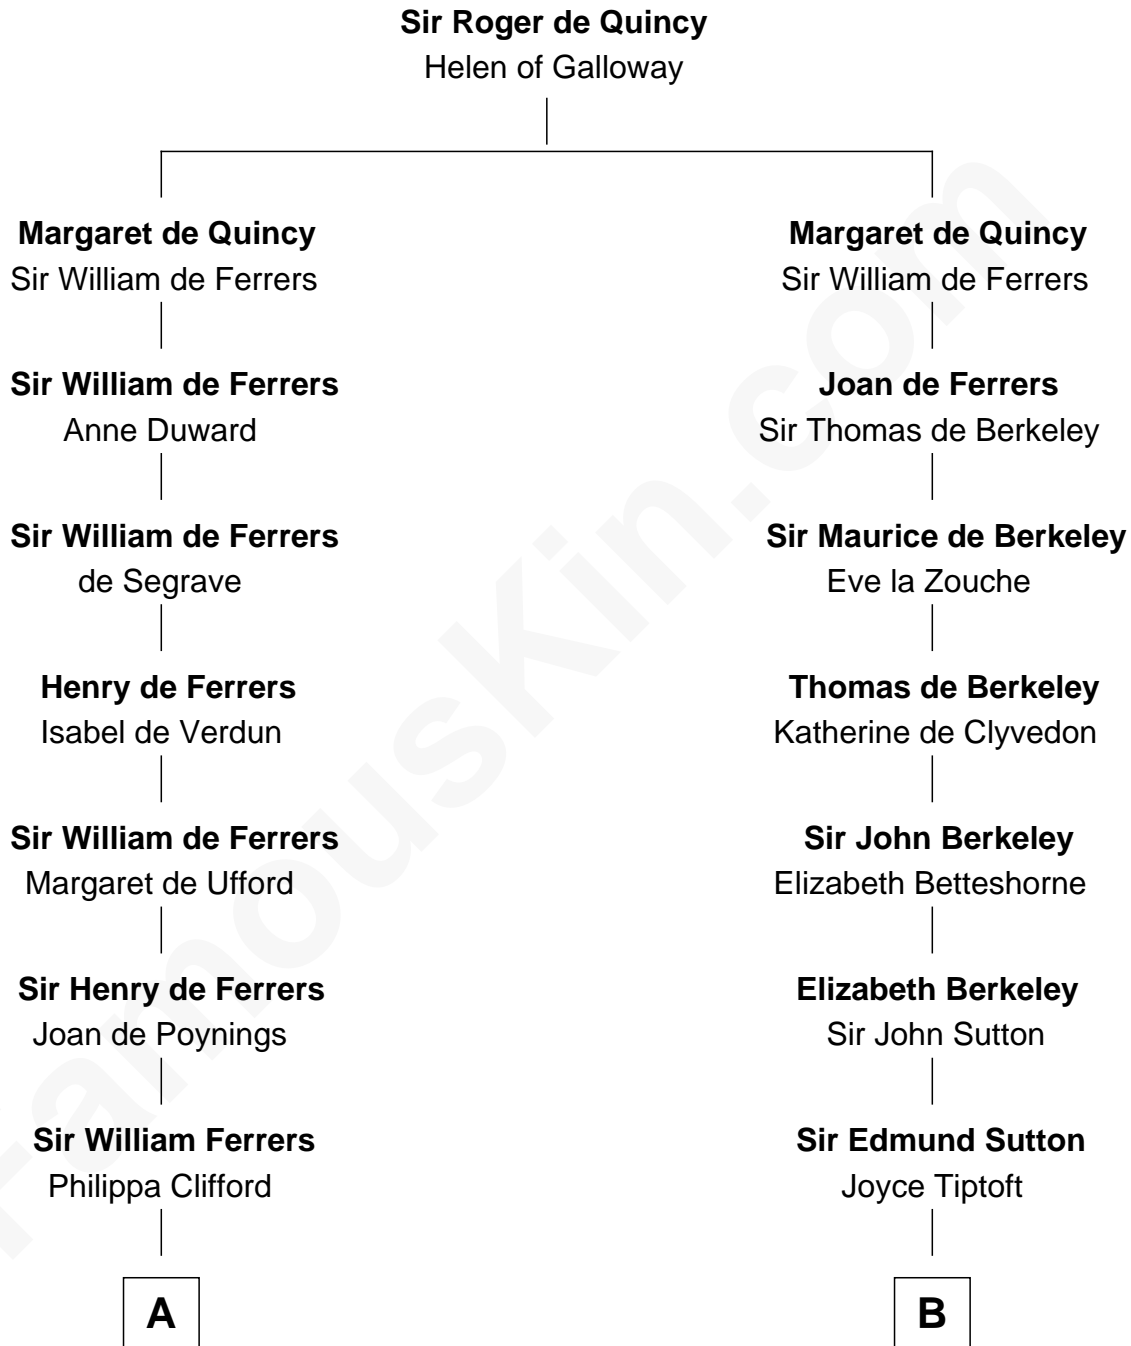 Sir Roger de Quincy
Helen of Galloway
Margaret de Quincy
Sir William de Ferrers
Margaret de Quincy
Sir William de Ferrers
Sir William de Ferrers
Anne Duward
Joan de Ferrers
Sir Thomas de Berkeley
Sir William de Ferrers
de Segrave
Sir Maurice de Berkeley
Eve la Zouche
Henry de Ferrers
Isabel de Verdun
Thomas de Berkeley
Katherine de Clyvedon
Sir William de Ferrers
Margaret de Ufford
Sir John Berkeley
Elizabeth Betteshorne
Sir Henry de Ferrers
Joan de Poynings
Elizabeth Berkeley
Sir John Sutton
Sir William Ferrers
Philippa Clifford
Sir Edmund Sutton
Joyce Tiptoft
A
B
FamousKin.com